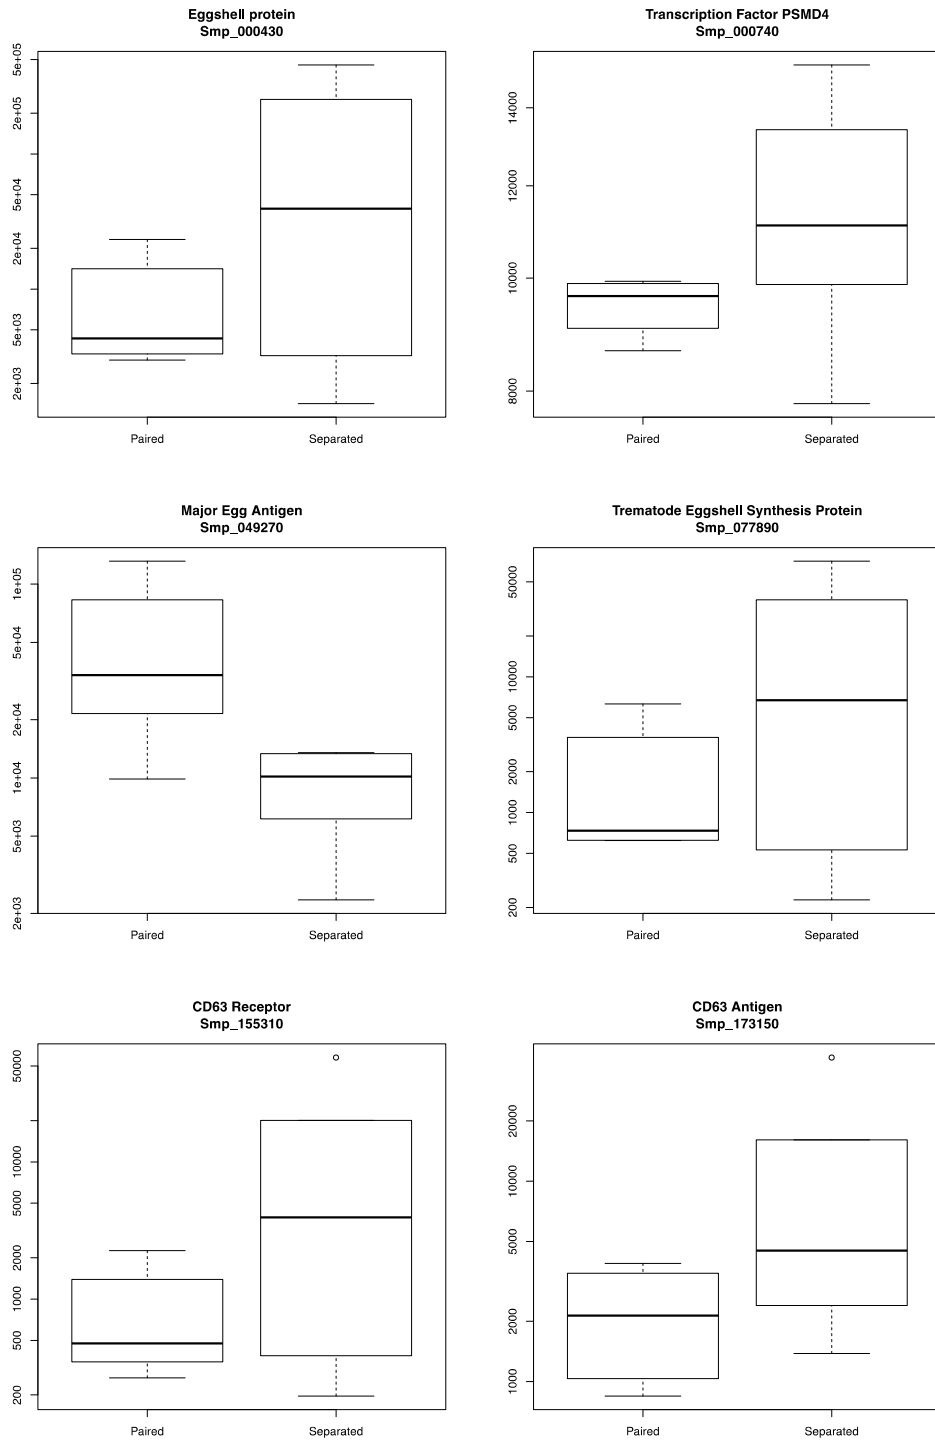 Eggshell protein
Smp_000430
5e+05
2e+05
5e+04
2e+04
5e+03
2e+03
Paired Separated
Transcription Factor PSMD4
Smp_000740
14000
12000
10000
8000
Paired Separated
Major Egg Antigen
Smp_049270
1e+05
5e+04
2e+04
1e+04
5e+03
2e+03
Paired Separated
Trematode Eggshell Synthesis Protein
Smp_077890
50000
10000
5000
2000
1000
500
200
Paired Separated
CD63 Receptor
Smp_155310
50000
10000
5000
2000
1000
500
200
Paired Separated
CD63 Antigen
Smp_173150
20000
10000
5000
2000
1000
Paired Separated